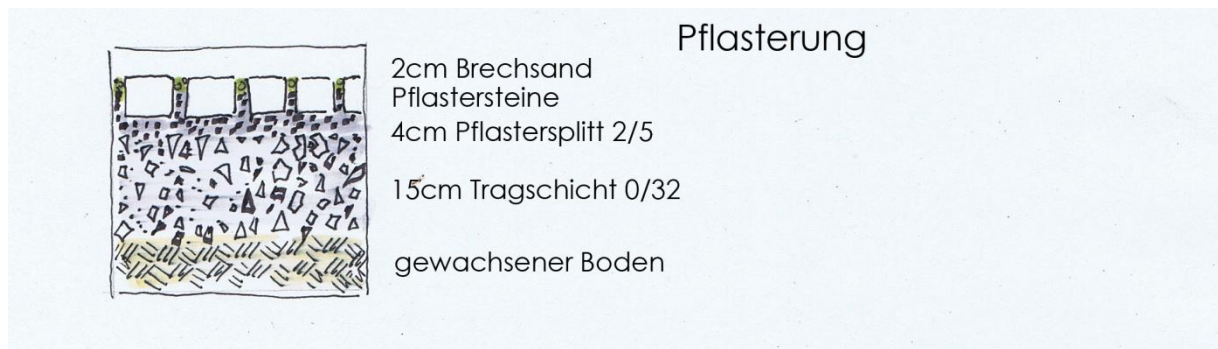 Pflasterung
2cm Brechsand
Pflastersteine
4cm Pflastersplitt 2/5
15cm Tragschicht 0/32
gewachsener Boden